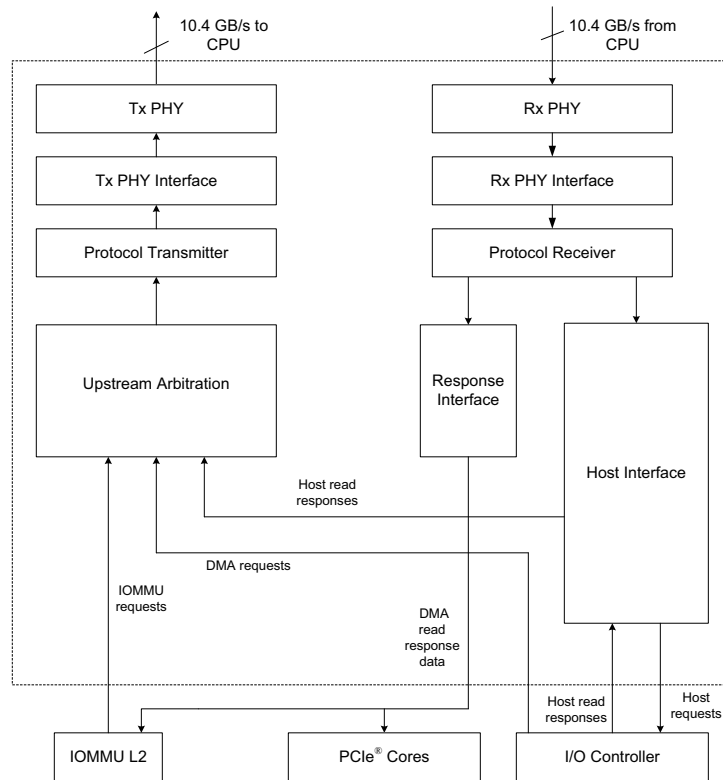 10.4 GB/s to
CPU
10.4 GB/s from
CPU
Tx PHY
Rx PHY
Tx PHY Interface
Rx PHY Interface
Protocol Transmitter
Protocol Receiver
Upstream Arbitration
Response
Interface
Host Interface
Host read
responses
DMA requests
IOMMU
requests
DMA
read
response
data
Host read
responses
Host
requests
IOMMU L2
PCIe® Cores
I/O Controller